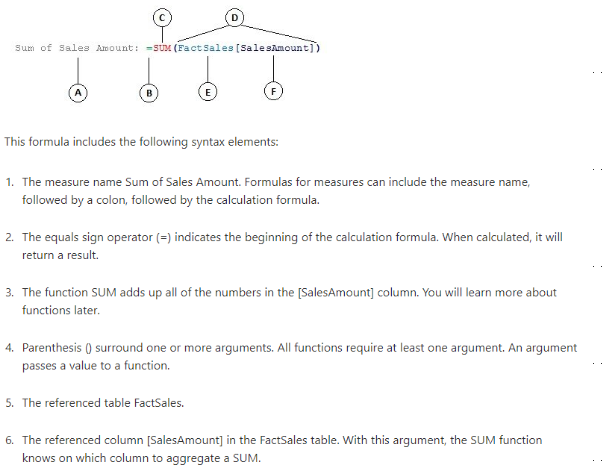 C D
Sum of Sales Amount: =SUM(FactSales[SalesAmount])
A B E F
This formula includes the following syntax elements:
1. The measure name Sum of Sales Amount. Formulas for measures can include the measure name,
followed by a colon, followed by the calculation formula.
2. The equals sign operator (=) indicates the beginning of the calculation formula. When calculated, it will
return a result.
3. The function SUM adds up all of the numbers in the [SalesAmount] column. You will learn more about
functions later.
4. Parenthesis () surround one or more arguments. All functions require at least one argument. An argument
passes a value to a function.
5. The referenced table FactSales.
6. The referenced column [SalesAmount] in the FactSales table. With this argument, the SUM function
knows on which column to aggregate a SUM.